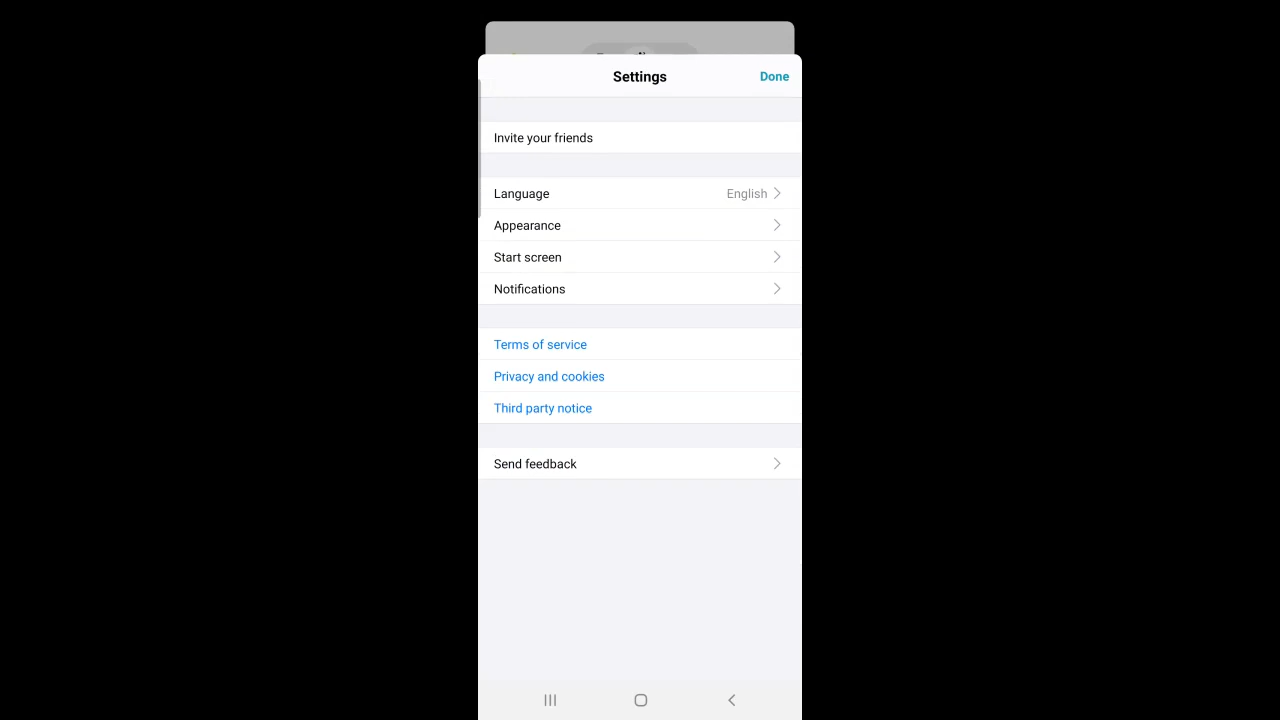 Settings
Done
Invite your friends
Language English
Appearance
Start screen
Notifications
Terms of service
Privacy and cookies
Third party notice
Send feedback